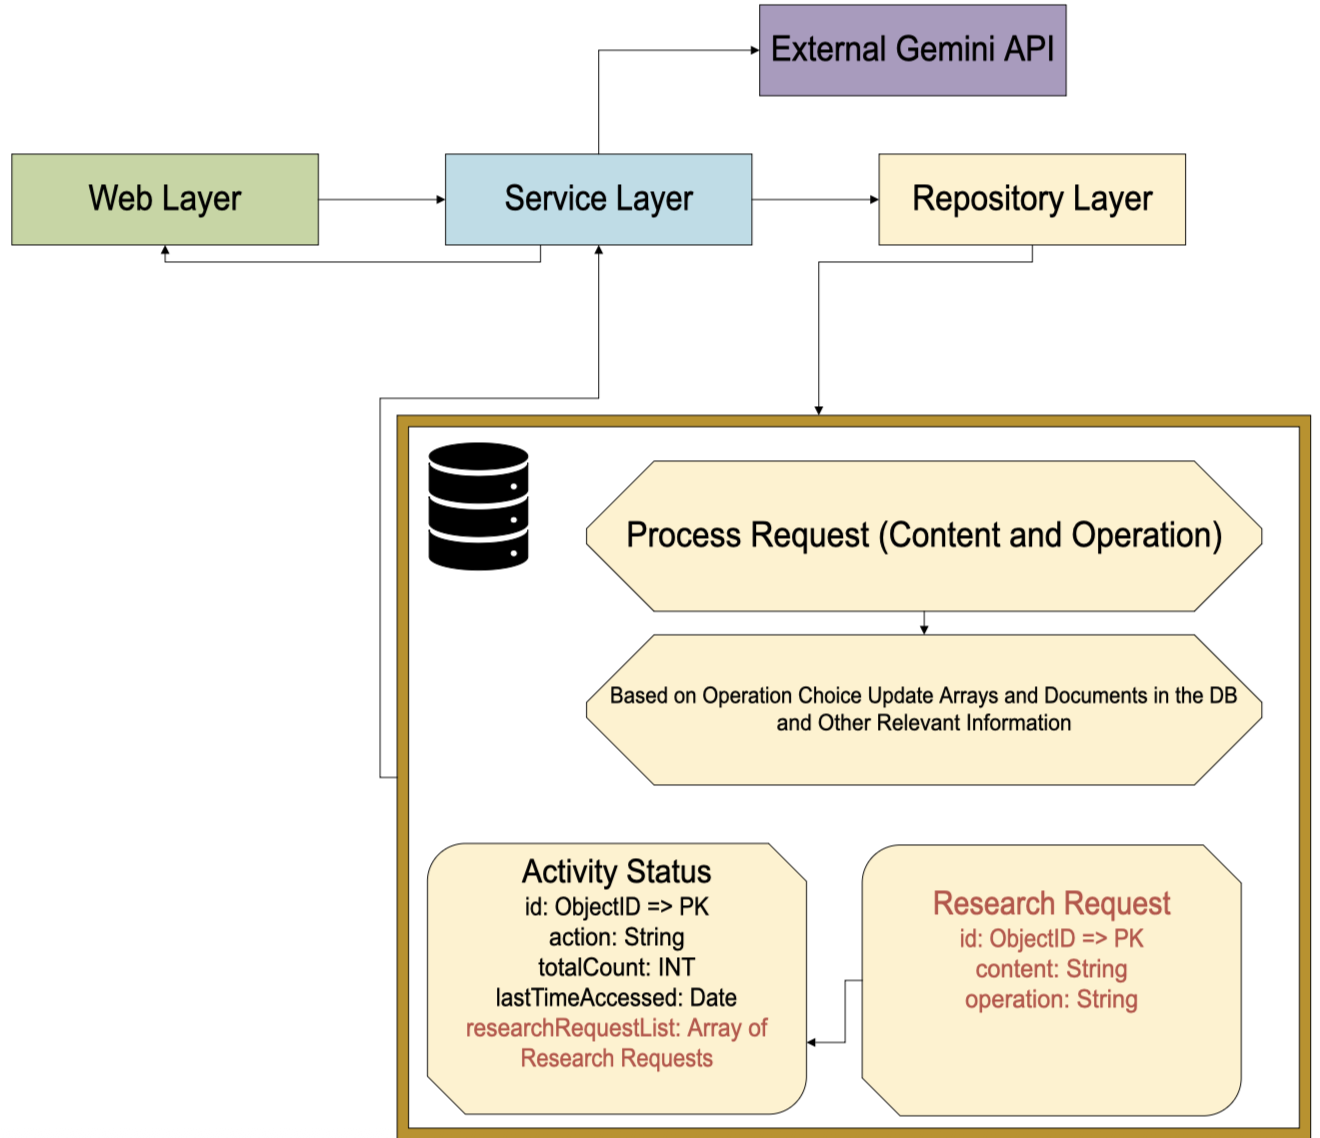 External Gemini API
Web Layer
Service Layer
Repository Layer
Process Request (Content and Operation)
Based on Operation Choice Update Arrays and Documents in the DB
and Other Relevant Information
Activity Status
id: ObjectID => PK
action: String
totalCount: INT
lastTimeAccessed: Date
researchRequestList: Array of
Research Requests
Research Request
id: ObjectID => PK
content: String
operation: String